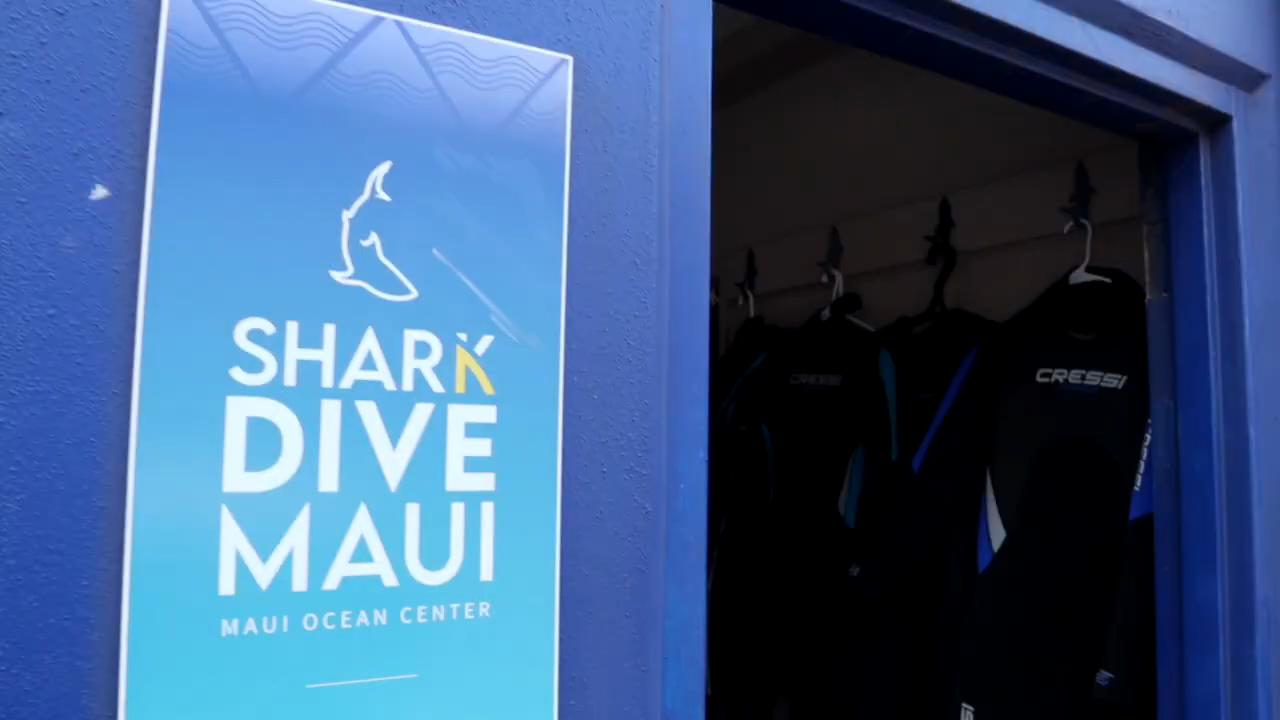 SHARK
DIVE
MAUI
MAUI OCEAN CENTER
CRESSI
CRESSI